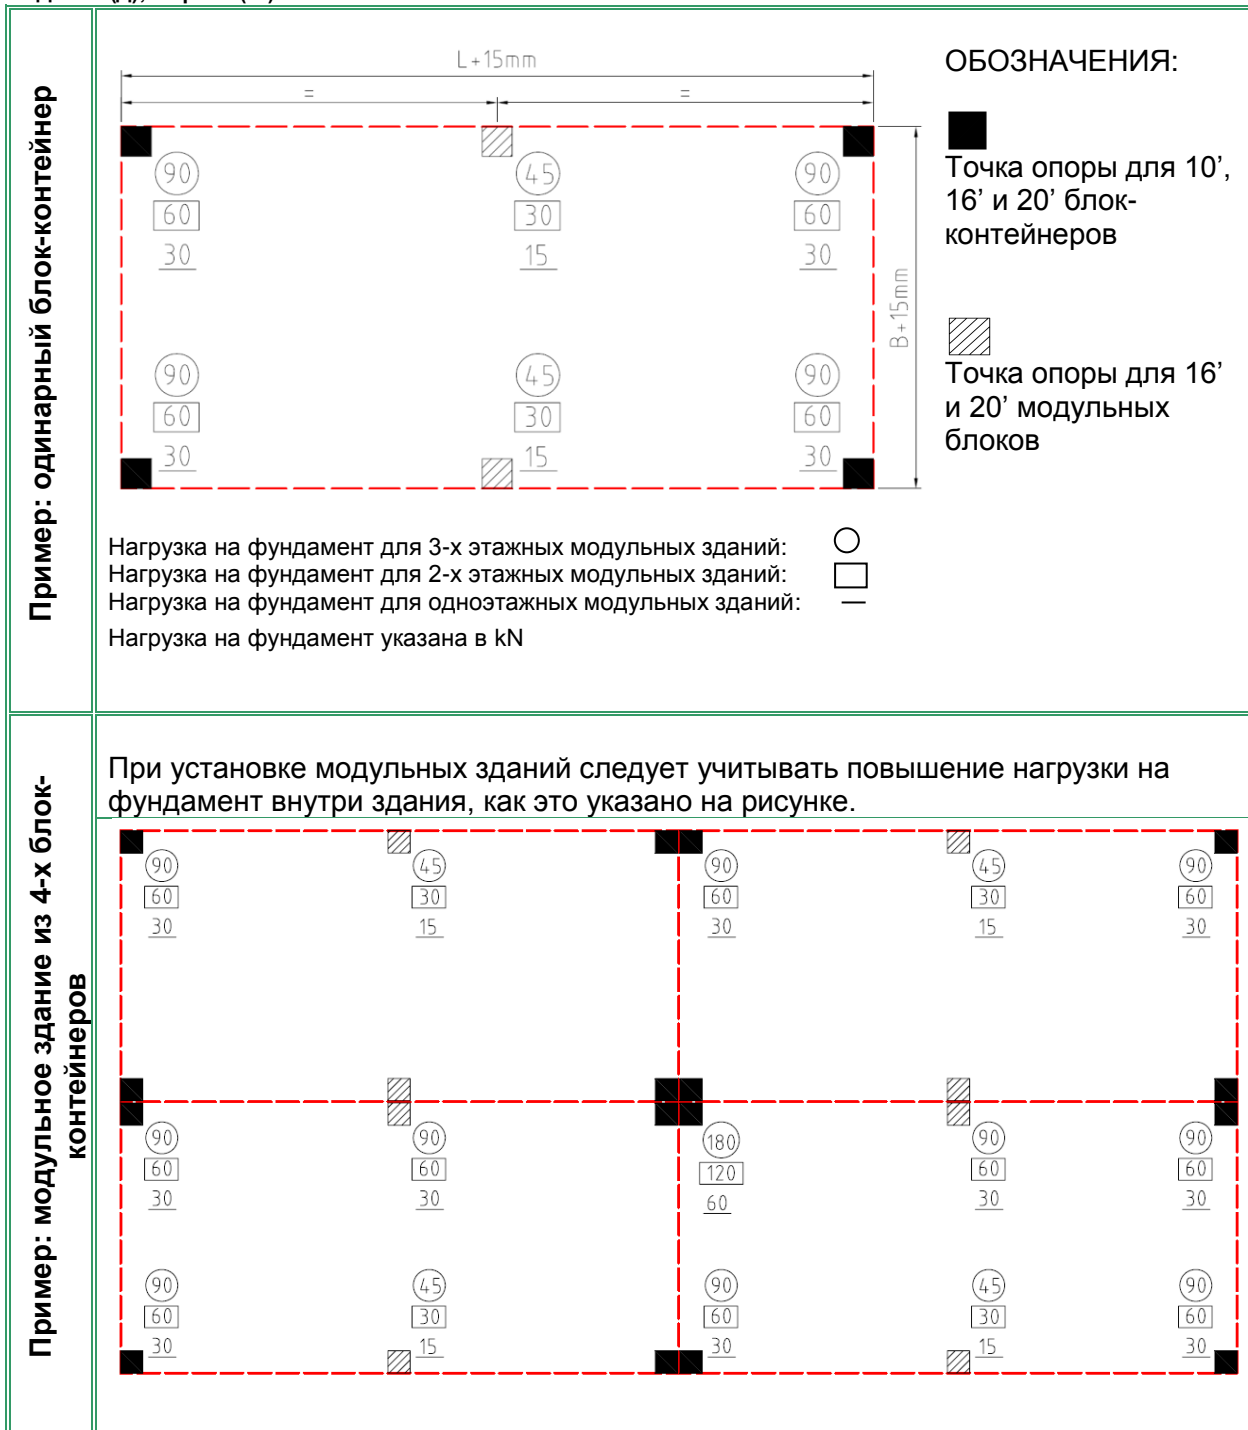 Пример: одинарный блок-контейнер
L+15mm
= =
B+15mm
90 45 90
60 30 60
30 15 30
90 45 90
60 30 60
30 15 30
ОБОЗНАЧЕНИЯ:
Точка опоры для 10’,
16’ и 20’ блок-
контейнеров
Точка опоры для 16’
и 20’ модульных
блоков
Нагрузка на фундамент для 3-х этажных модульных зданий:
Нагрузка на фундамент для 2-х этажных модульных зданий:
Нагрузка на фундамент для одноэтажных модульных зданий:
Нагрузка на фундамент указана в kN
Пример: модульное здание из 4-х блок-
контейнеров
При установке модульных зданий следует учитывать повышение нагрузки на
фундамент внутри здания, как это указано на рисунке.
90 45 90 45 90
60 30 60 30 60
30 15 30 15 30
90 90 180 90 90
60 60 120 60 60
30 30 60 30 30
90 45 90 45 90
60 30 60 30 60
30 15 30 15 30